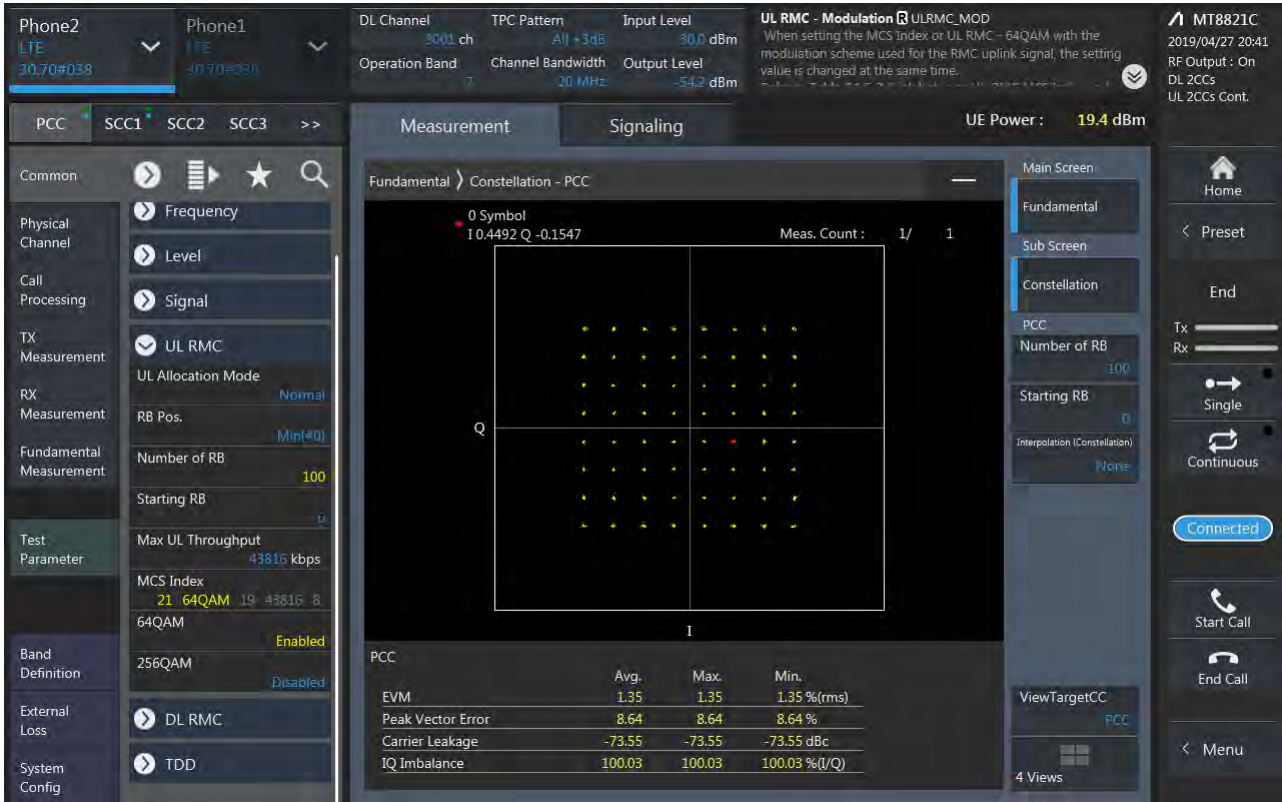 Phone2
LTE
30.70#038
Phone1
LTE
30.70#038
DL Channel
3001 ch
Operation Band
7
TPC Pattern
All +3dB
Channel Bandwidth
20 MHz
Input Level
30.0 dBm
Output Level
-54.2 dBm
UL RMC - Modulation R ULRMC_MOD
When setting the MCS Index or UL RMC - 64QAM with the
modulation scheme used for the RMC uplink signal, the setting
value is changed at the same time.
MT8821C
2019/04/27 20:41
RF Output : On
DL 2CCs
UL 2CCs Cont.
PCC SCC1 SCC2 SCC3 >>
Measurement Signaling
UE Power : 19.4 dBm
Common
Physical
Channel
Call
Processing
TX
Measurement
RX
Measurement
Fundamental
Measurement
Test
Parameter
Band
Definition
External
Loss
System
Config
Frequency
Level
Signal
UL RMC
UL Allocation Mode
Normal
RB Pos.
Min(#0)
Number of RB
100
Starting RB
0
Max UL Throughput
43816 kbps
MCS Index
21 64QAM 19 43816 8
64QAM
Enabled
256QAM
Disabled
DL RMC
TDD
Fundamental ⟩ Constellation - PCC
0 Symbol
I 0.4492 Q -0.1547
Meas. Count : 1/ 1
Q
I
PCC
Avg. Max. Min.
EVM 1.35 1.35 1.35 %(rms)
Peak Vector Error 8.64 8.64 8.64 %
Carrier Leakage -73.55 -73.55 -73.55 dBc
IQ Imbalance 100.03 100.03 100.03 %(I/Q)
Main Screen
Fundamental
Sub Screen
Constellation
PCC
Number of RB
100
Starting RB
0
Interpolation (Constellation)
None
ViewTargetCC
PCC
4 Views
Home
< Preset
End
Tx
Rx
Single
Continuous
Connected
Start Call
End Call
< Menu